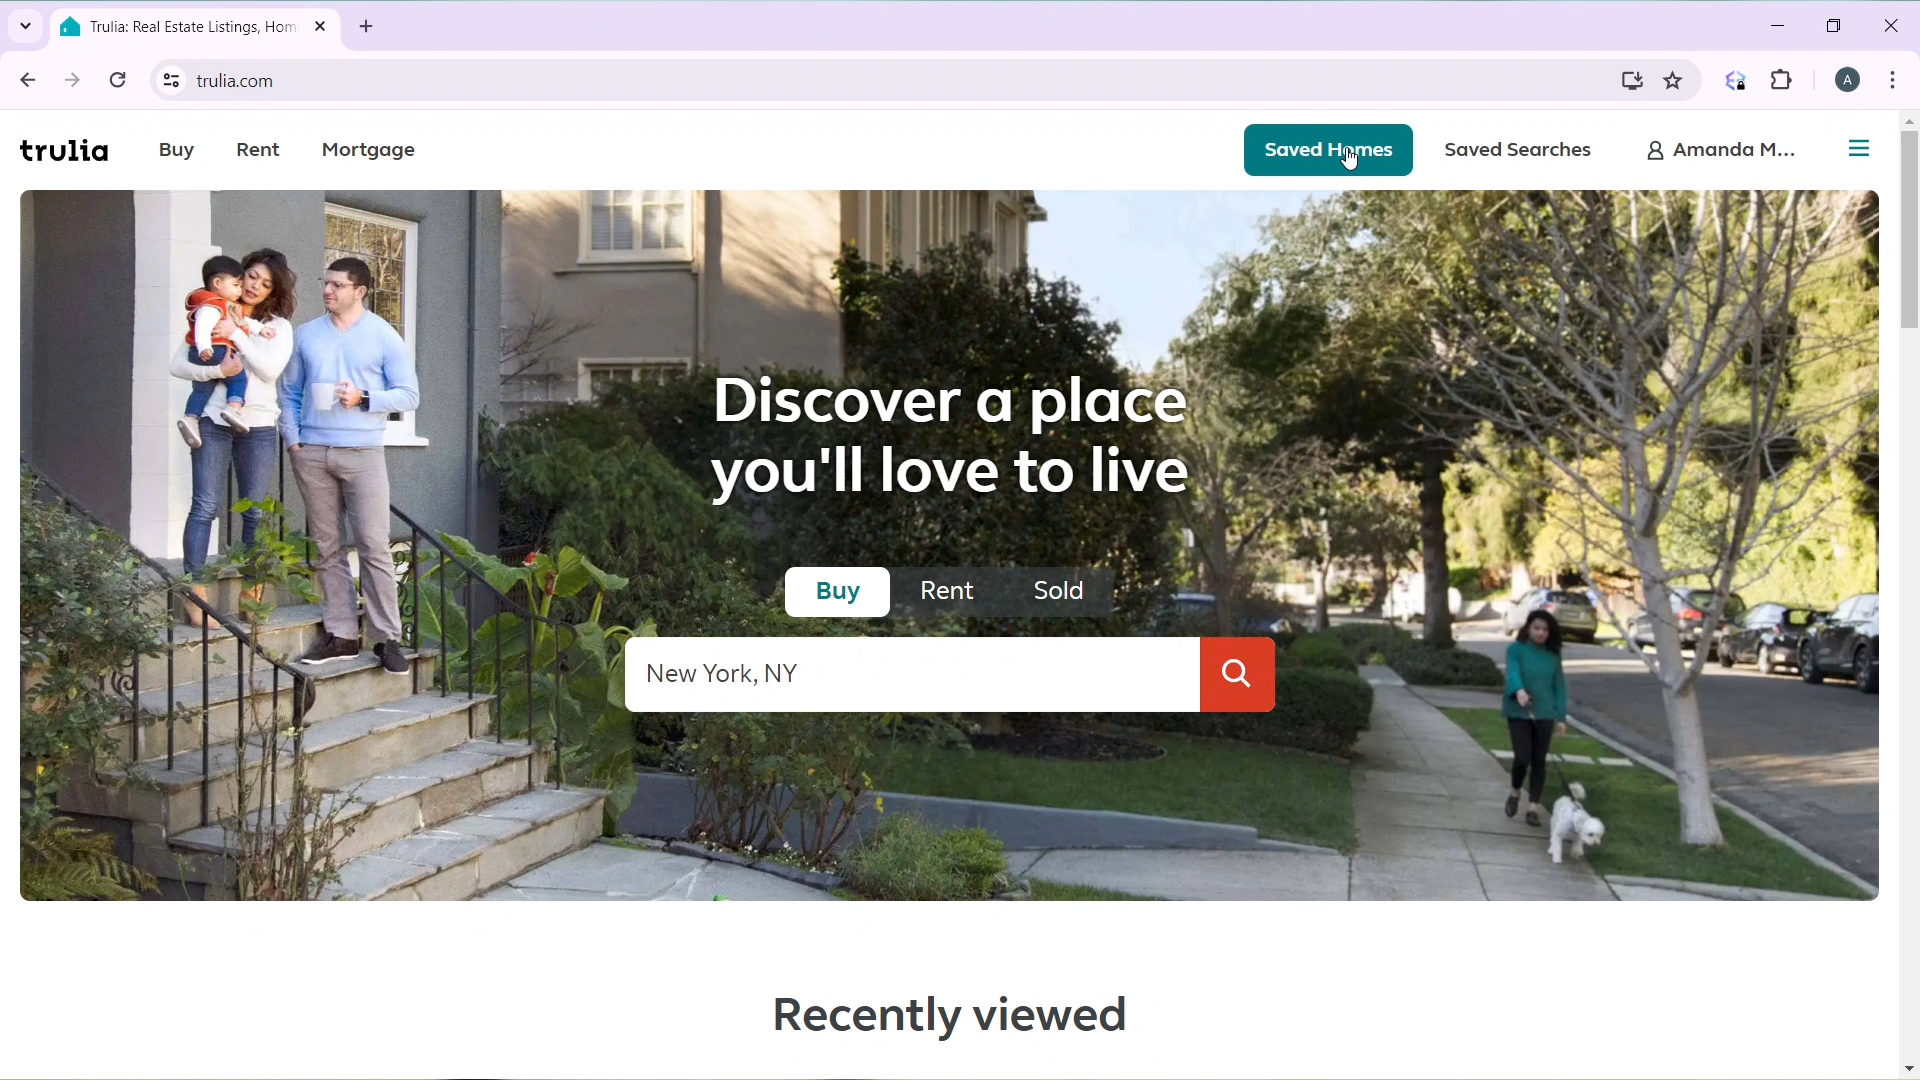 Trulia: Real Estate Listings, Hom
trulia.com
A
trulia
Buy
Rent
Mortgage
Saved Homes
Saved Searches
Amanda M...
Discover a place
you'll love to live
Buy
Rent
Sold
New York, NY
Recently viewed